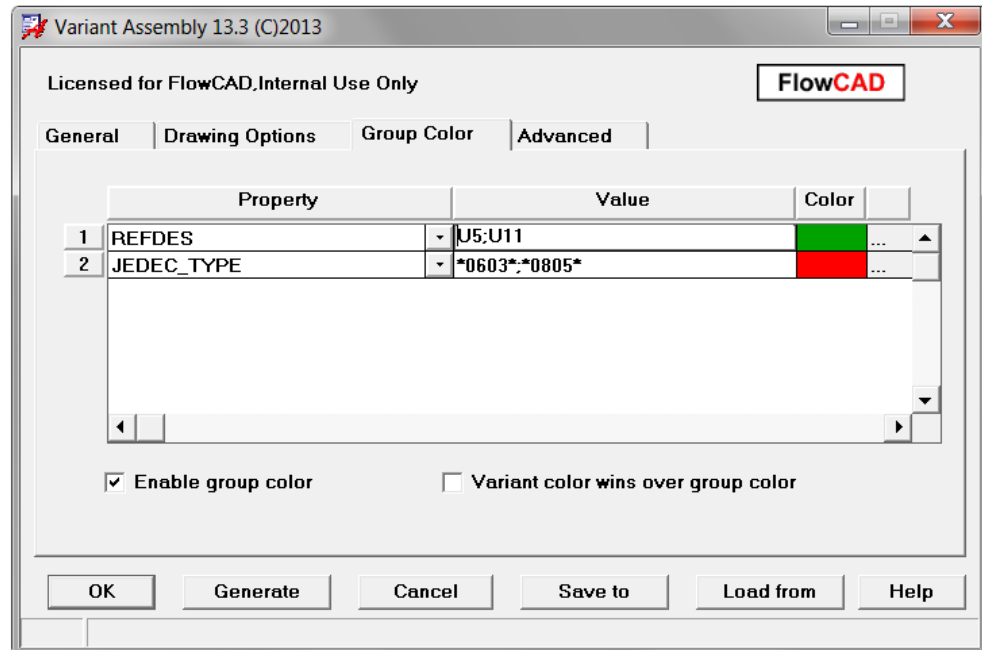 Variant Assembly 13.3 (C)2013
Licensed for FlowCAD,Internal Use Only
FlowCAD
General Drawing Options Group Color Advanced
Property Value Color
1 REFDES U5;U11 ...
2 JEDEC_TYPE *0603*;*0805* ...
Enable group color Variant color wins over group color
OK Generate Cancel Save to Load from Help